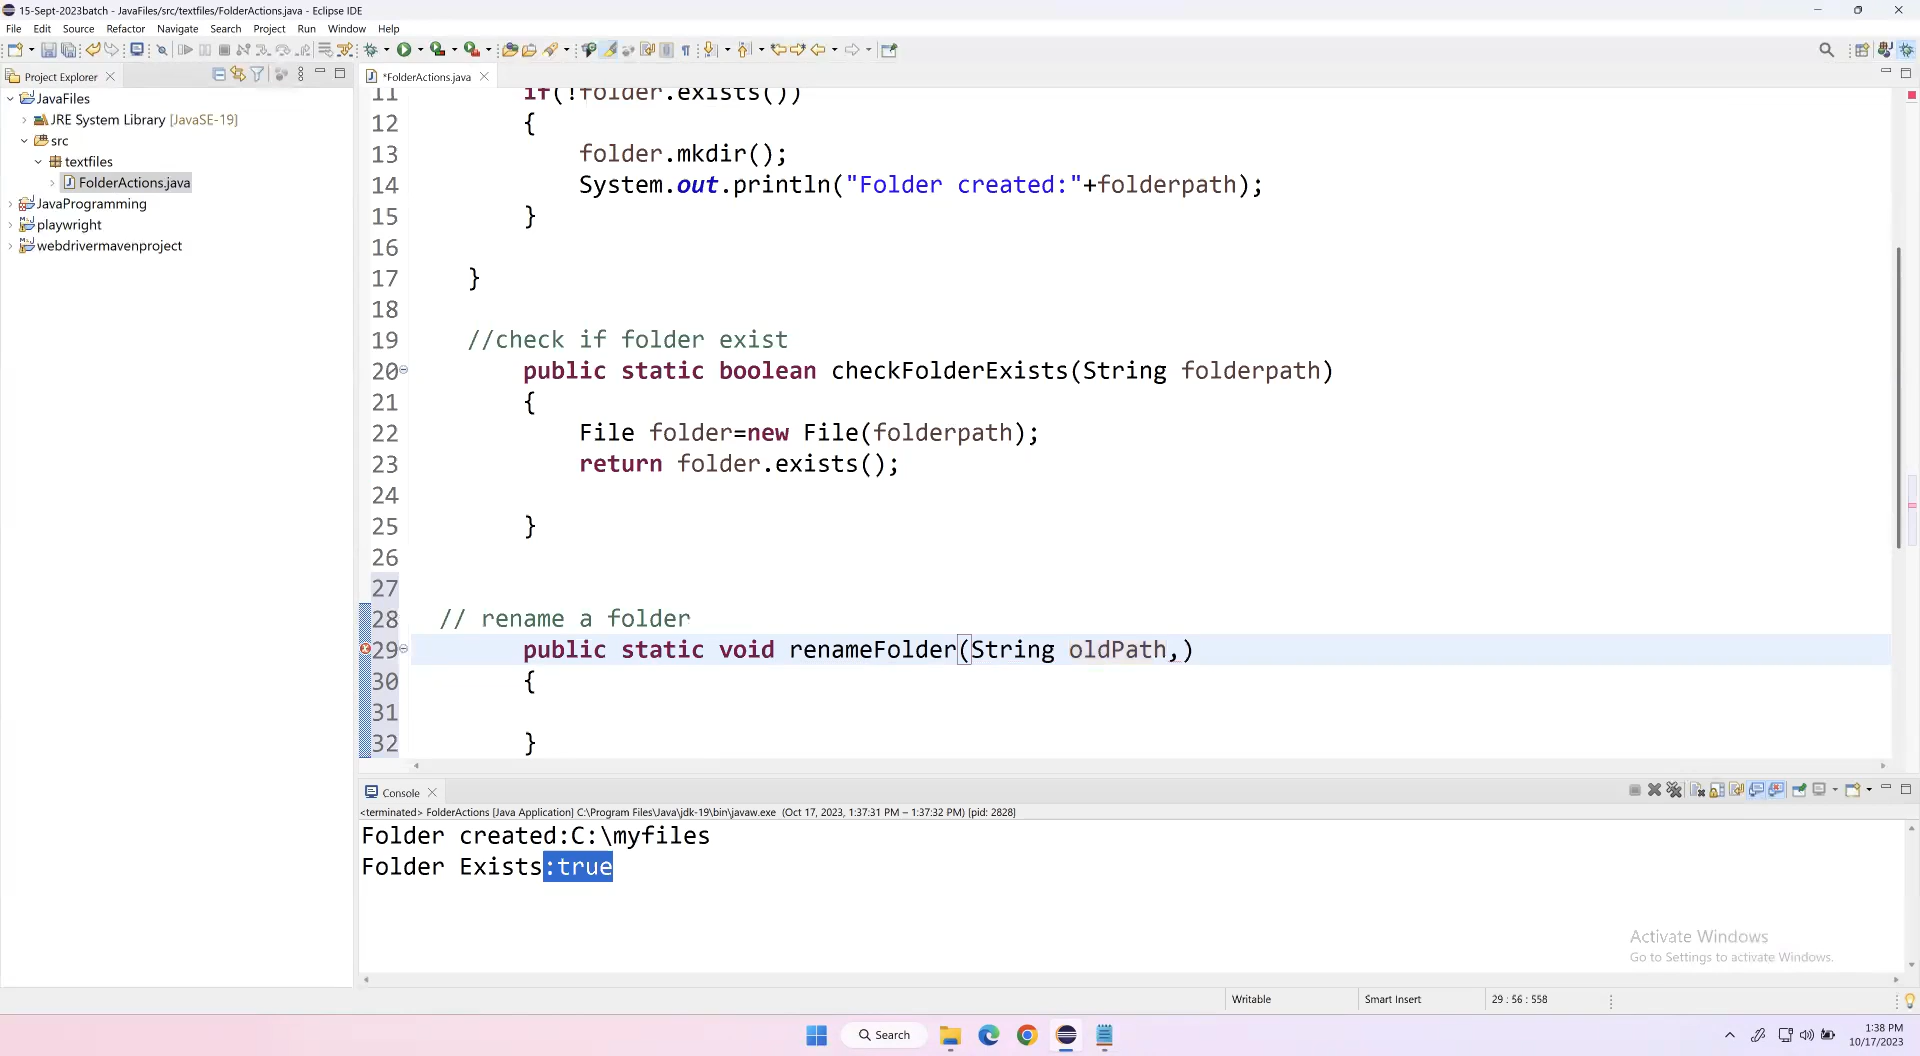 15-Sept-2023batch - JavaFiles/src/textfiles/FolderActions.java - Eclipse IDE
File Edit Source Refactor Navigate Search Project Run Window Help
Project Explorer
*FolderActions.java
JavaFiles
JRE System Library [JavaSE-19]
src
textfiles
FolderActions.java
JavaProgramming
playwright
webdrivermavenproject
11 if(!folder.exists())
12 {
13 folder.mkdir();
14 System.out.println("Folder created:"+folderpath);
15 }
16
17 }
18
19 //check if folder exist
20 public static boolean checkFolderExists(String folderpath)
21 {
22 File folder=new File(folderpath);
23 return folder.exists();
24
25 }
26
27
28 // rename a folder
29 public static void renameFolder(String oldPath,)
30 {
31
32 }
Console
<terminated> FolderActions [Java Application] C:\Program Files\Java\jdk-19\bin\javaw.exe (Oct 17, 2023, 1:37:31 PM – 1:37:32 PM) [pid: 2828]
Folder created:C:\myfiles
Folder Exists:true
Activate Windows
Go to Settings to activate Windows.
Writable Smart Insert 29 : 56 : 558
Search
1:38 PM
10/17/2023